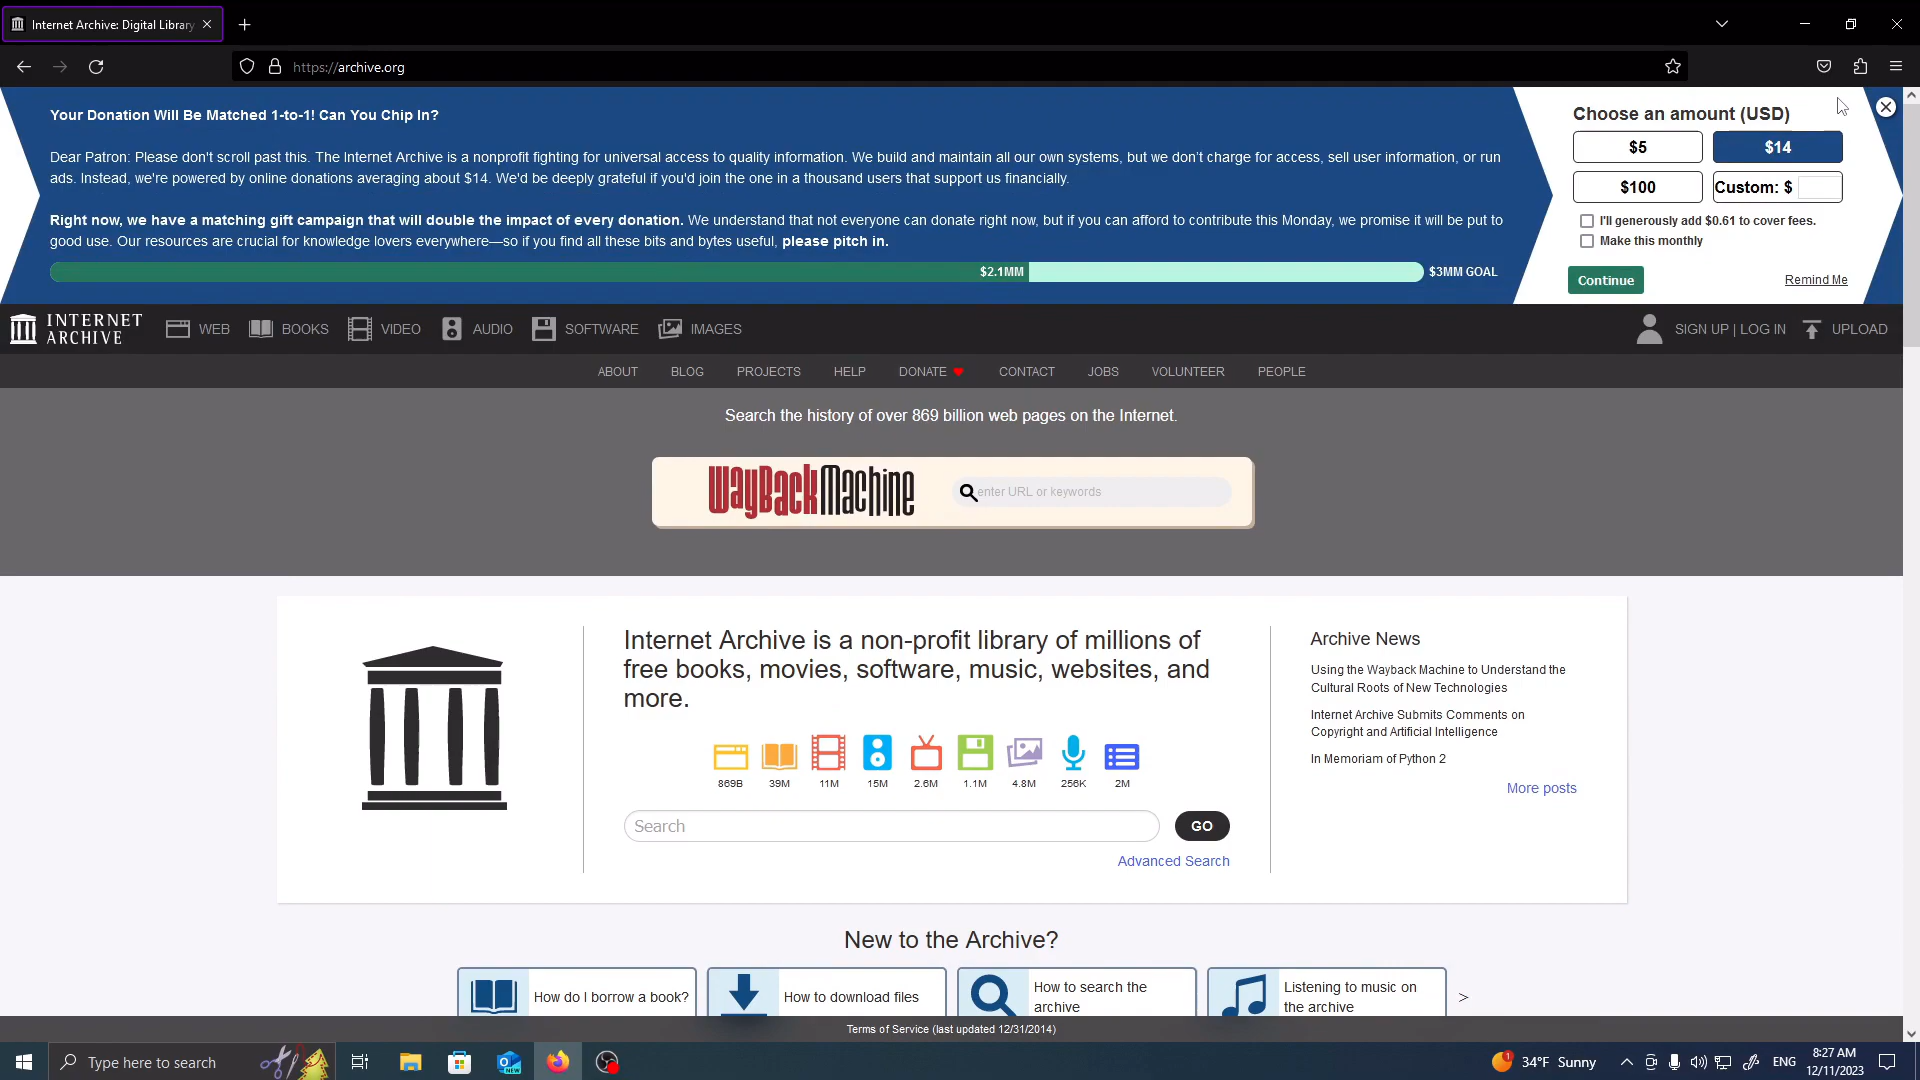 Internet Archive: Digital Library
https://archive.org
Your Donation Will Be Matched 1-to-1! Can You Chip In?
Dear Patron: Please don't scroll past this. The Internet Archive is a nonprofit fighting for universal access to quality information. We build and maintain all our own systems, but we don't charge for access, sell user information, or run
ads. Instead, we're powered by online donations averaging about $14. We'd be deeply grateful if you'd join the one in a thousand users that support us financially.
Right now, we have a matching gift campaign that will double the impact of every donation. We understand that not everyone can donate right now, but if you can afford to contribute this Monday, we promise it will be put to
good use. Our resources are crucial for knowledge lovers everywhere—so if you find all these bits and bytes useful, please pitch in.
$2.1MM
$3MM GOAL
Choose an amount (USD)
$5
$14
$100
Custom: $
I'll generously add $0.61 to cover fees.
Make this monthly
Continue
Remind Me
INTERNET
ARCHIVE
WEB
BOOKS
VIDEO
AUDIO
SOFTWARE
IMAGES
SIGN UP | LOG IN
UPLOAD
ABOUT
BLOG
PROJECTS
HELP
DONATE
CONTACT
JOBS
VOLUNTEER
PEOPLE
Search the history of over 869 billion web pages on the Internet.
WayBackMachine
enter URL or keywords
Internet Archive is a non-profit library of millions of
free books, movies, software, music, websites, and
more.
869B
39M
11M
15M
2.6M
1.1M
4.8M
256K
2M
Search
GO
Advanced Search
Archive News
Using the Wayback Machine to Understand the
Cultural Roots of New Technologies
Internet Archive Submits Comments on
Copyright and Artificial Intelligence
In Memoriam of Python 2
More posts
New to the Archive?
How do I borrow a book?
How to download files
How to search the
archive
Listening to music on
the archive
>
Terms of Service (last updated 12/31/2014)
Type here to search
NEW
1
34°F Sunny
ENG
8:27 AM
12/11/2023